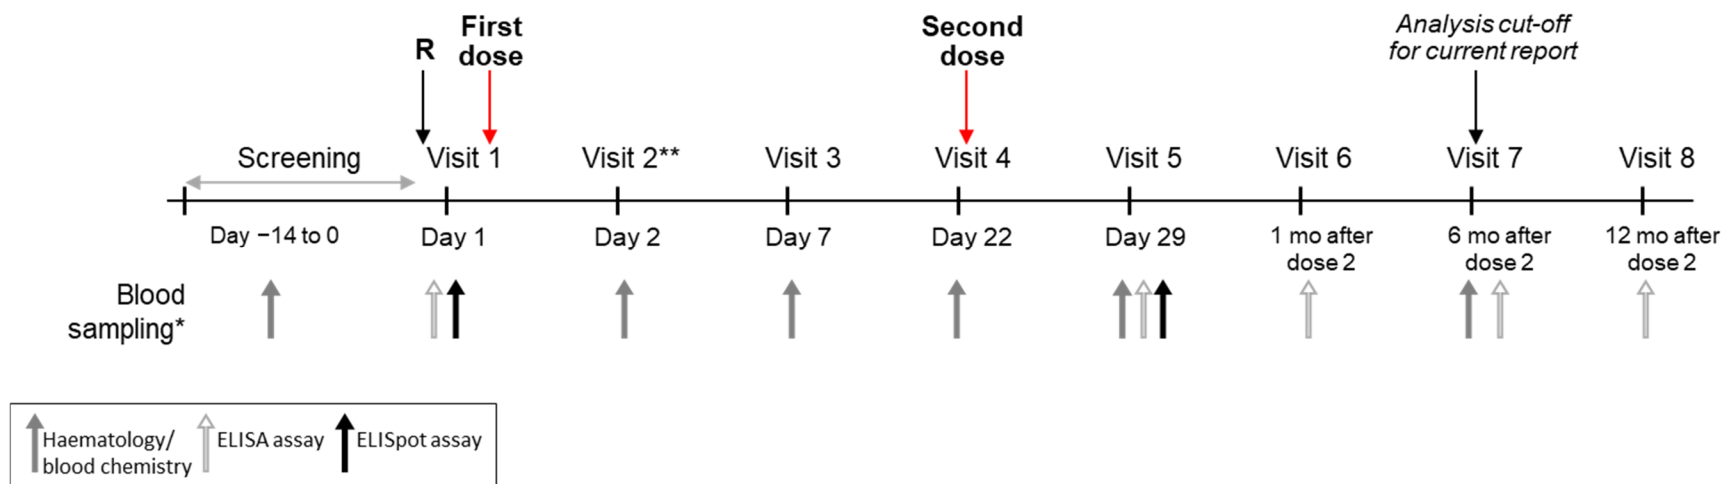 First
dose
R
Second
dose
Analysis cut-off
for current report
Screening
Visit 1
Visit 2**
Visit 3
Visit 4
Visit 5
Visit 6
Visit 7
Visit 8
Day −14 to 0
Day 1
Day 2
Day 7
Day 22
Day 29
1 mo after
dose 2
6 mo after
dose 2
12 mo after
dose 2
Blood
sampling*
Haematology/
blood chemistry
ELISA assay
ELISpot assay